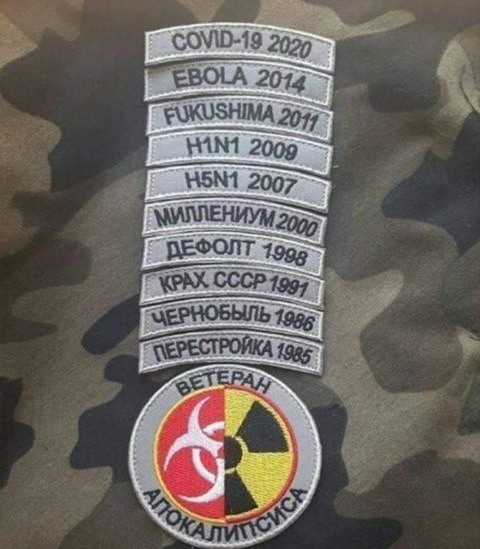 COVID-19 2020
EBOLA 2014
FUKUSHIMA 2011
H1N1 2009
H5N1 2007
МИЛЛЕНИУМ 2000
ДЕФОЛТ 1998
КРАХ СССР 1991
ЧЕРНОБЫЛЬ 1986
ПЕРЕСТРОЙКА 1985
ВЕТЕРАН
АПОКАЛИПСИСА